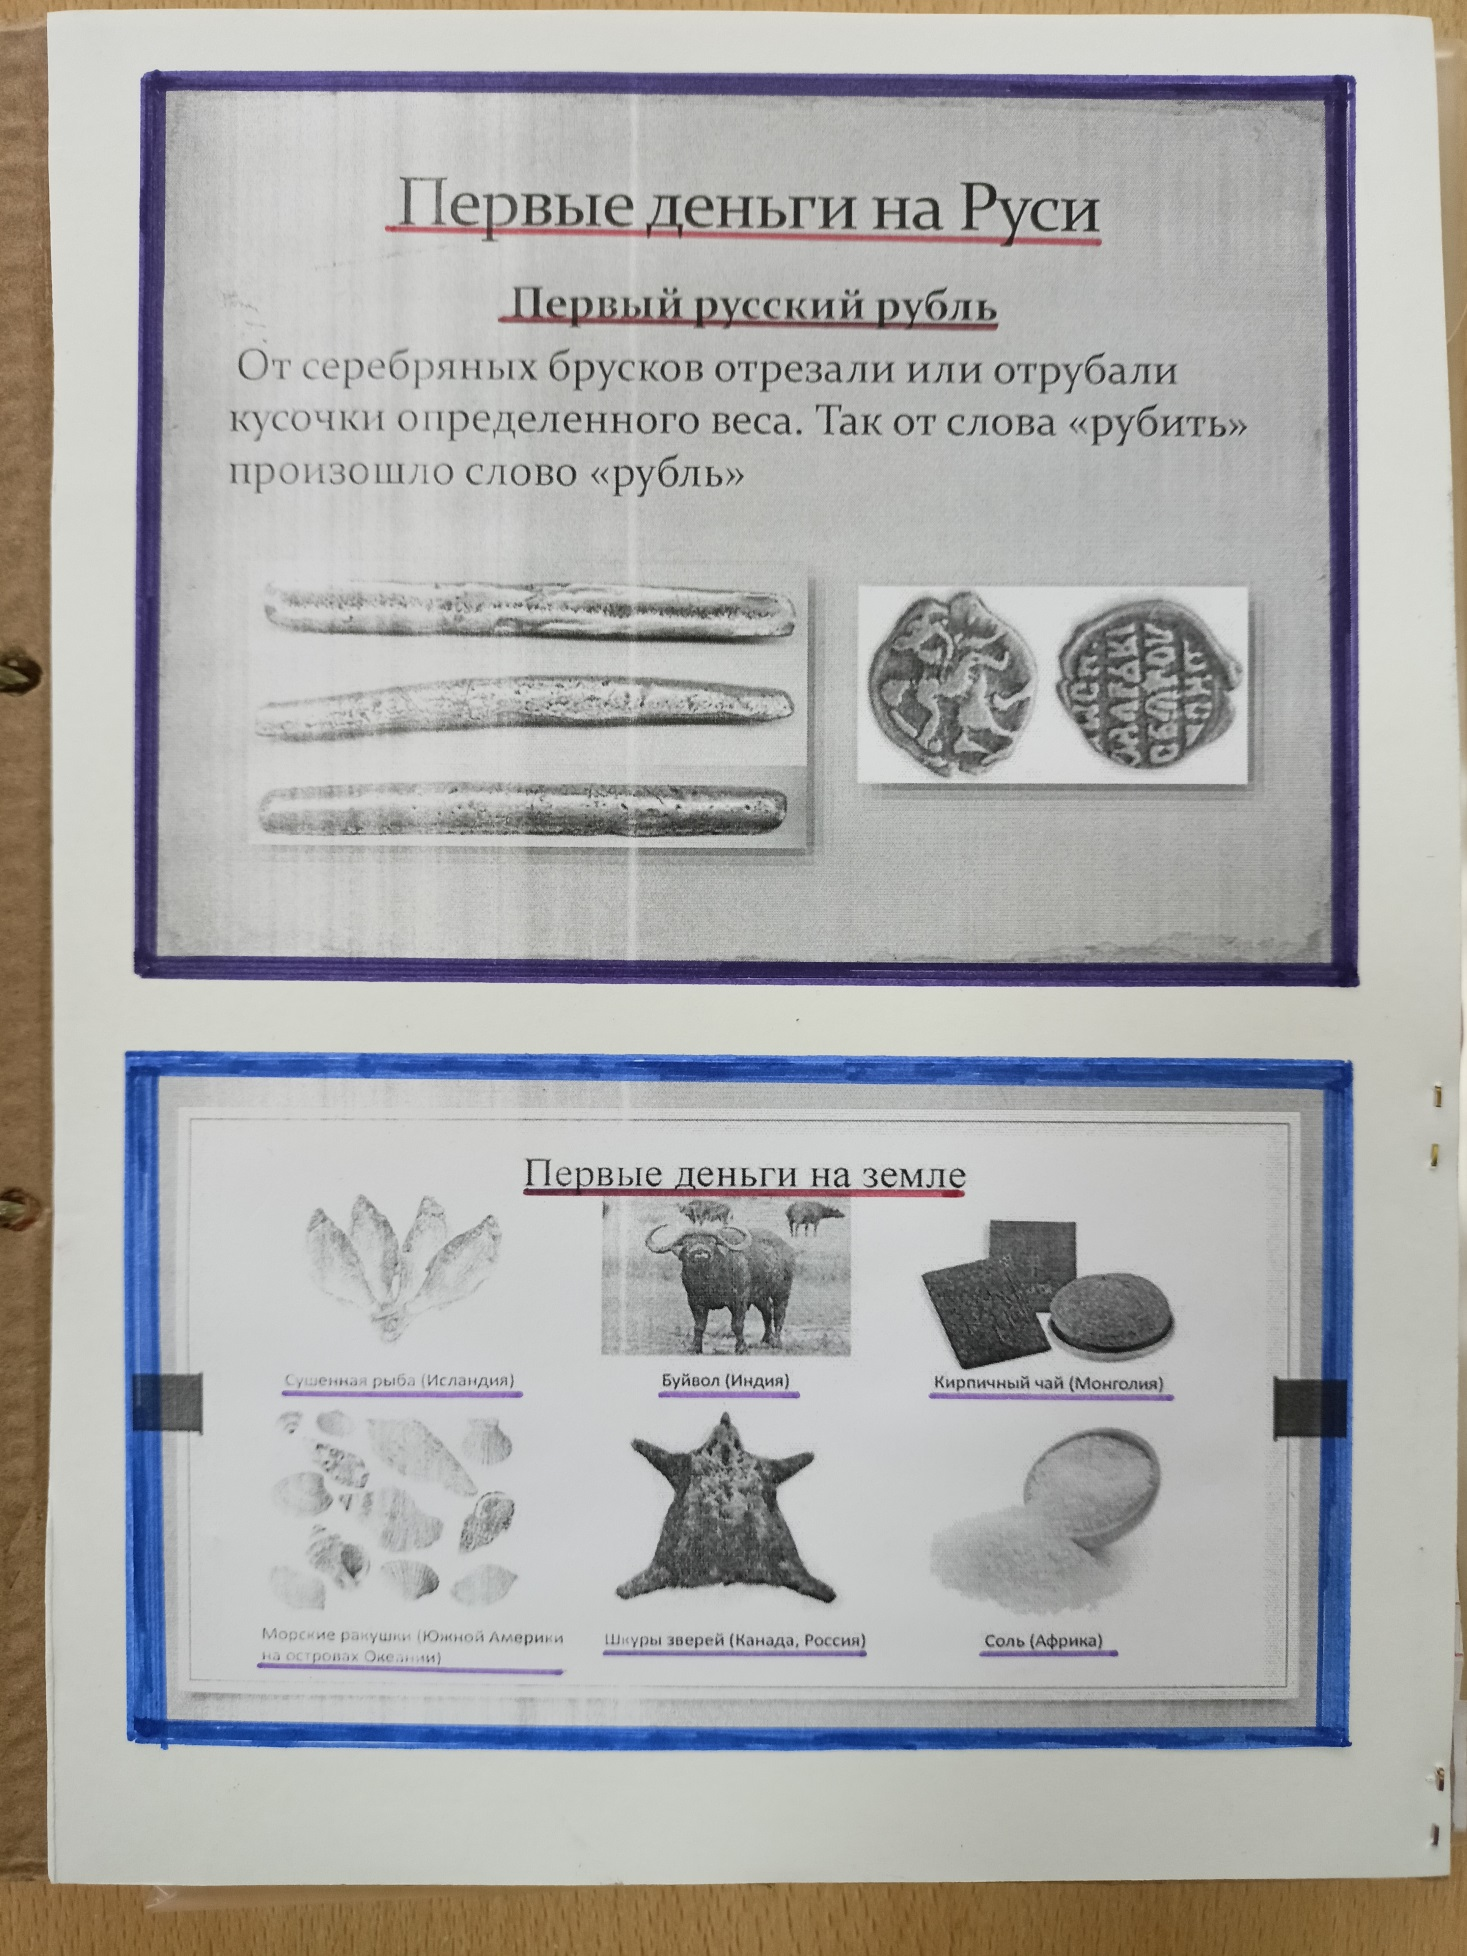 Первые деньги на Руси
Первый русский рубль
От серебряных брусков отрезали или отрубали
кусочки определенного веса. Так от слова «рубить»
произошло слово «рубль»
Первые деньги на земле
Сушенная рыба (Исландия)
Буйвол (Индия)
Кирпичный чай (Монголия)
Морские ракушки (Южной Америки
на островах Океании)
Шкуры зверей (Канада, Россия)
Соль (Африка)